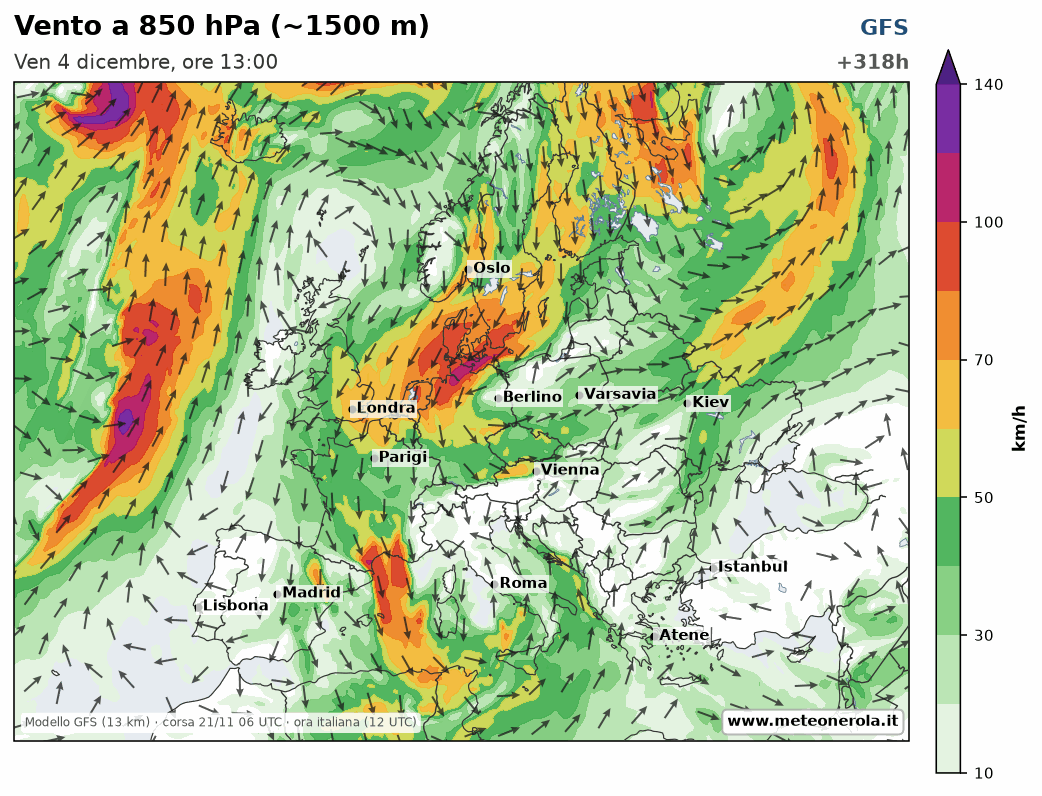 Vento a 850 hPa (~1500 m)
GFS
Ven 4 dicembre, ore 13:00
+318h
140
100
70
50
30
10
km/h
Oslo
Berlino
Varsavia
Kiev
Londra
Parigi
Vienna
Istanbul
Roma
Madrid
Lisbona
Atene
Modello GFS (13 km) · corsa 21/11 06 UTC · ora italiana (12 UTC)
www.meteonerola.it